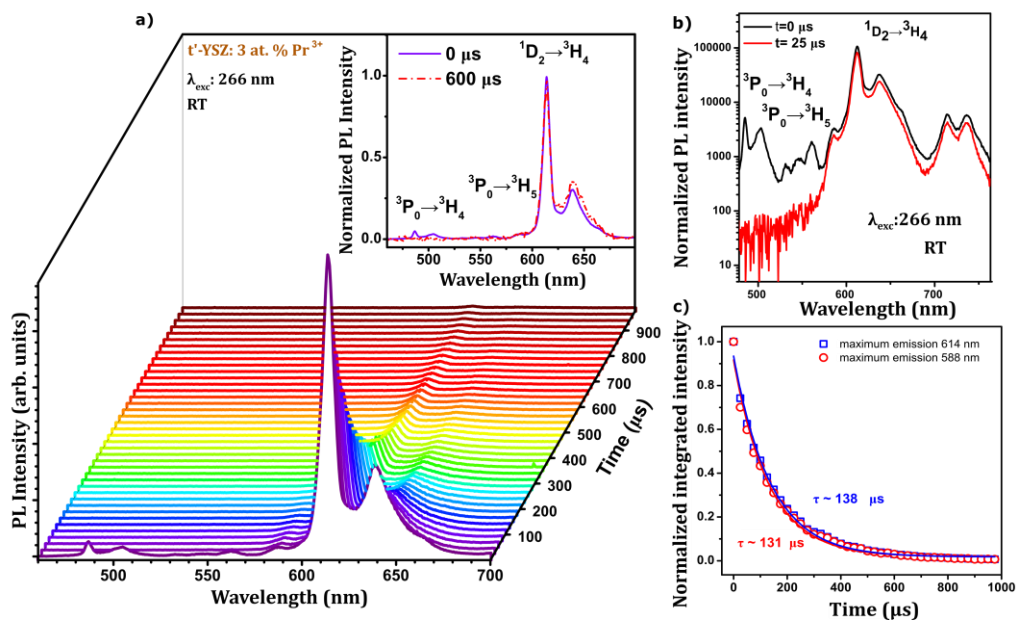 a)
t'-YSZ: 3 at. % Pr³⁺
λexc: 266 nm
RT
PL Intensity (arb. units)
500
550
600
650
700
Wavelength (nm)
100
200
300
400
500
600
700
800
900
Time (µs)
0 µs
600 µs
¹D₂→³H₄
³P₀→³H₅
³P₀→³H₄
1.0
0.5
0.0
Normalized PL Intensity
500
550
600
650
Wavelength (nm)
b)
t=0 µs
t= 25 µs
¹D₂→³H₄
³P₀→³H₄
³P₀→³H₅
λexc:266 nm
RT
100000
10000
1000
100
10
Normalized PL intensity
500
600
700
Wavelength (nm)
c)
maximum emission 614 nm
maximum emission 588 nm
τ ~ 138 µs
τ ~ 131 µs
1.0
0.8
0.6
0.4
0.2
0.0
Normalized integrated intensity
0
200
400
600
800
1000
Time (µs)